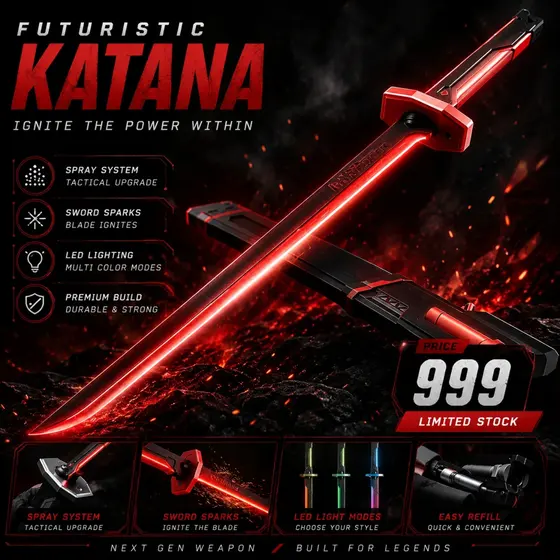 FUTURISTIC
KATANA
IGNITE THE POWER WITHIN
SPRAY SYSTEM
TACTICAL UPGRADE
SWORD SPARKS
BLADE IGNITES
LED LIGHTING
MULTI COLOR MODES
PREMIUM BUILD
DURABLE & STRONG
PRICE
999
LIMITED STOCK
SPRAY SYSTEM
TACTICAL UPGRADE
SWORD SPARKS
IGNITE THE BLADE
LED LIGHT MODES
CHOOSE YOUR STYLE
EASY REFILL
QUICK & CONVENIENT
NEXT GEN WEAPON / BUILT FOR LEGENDS